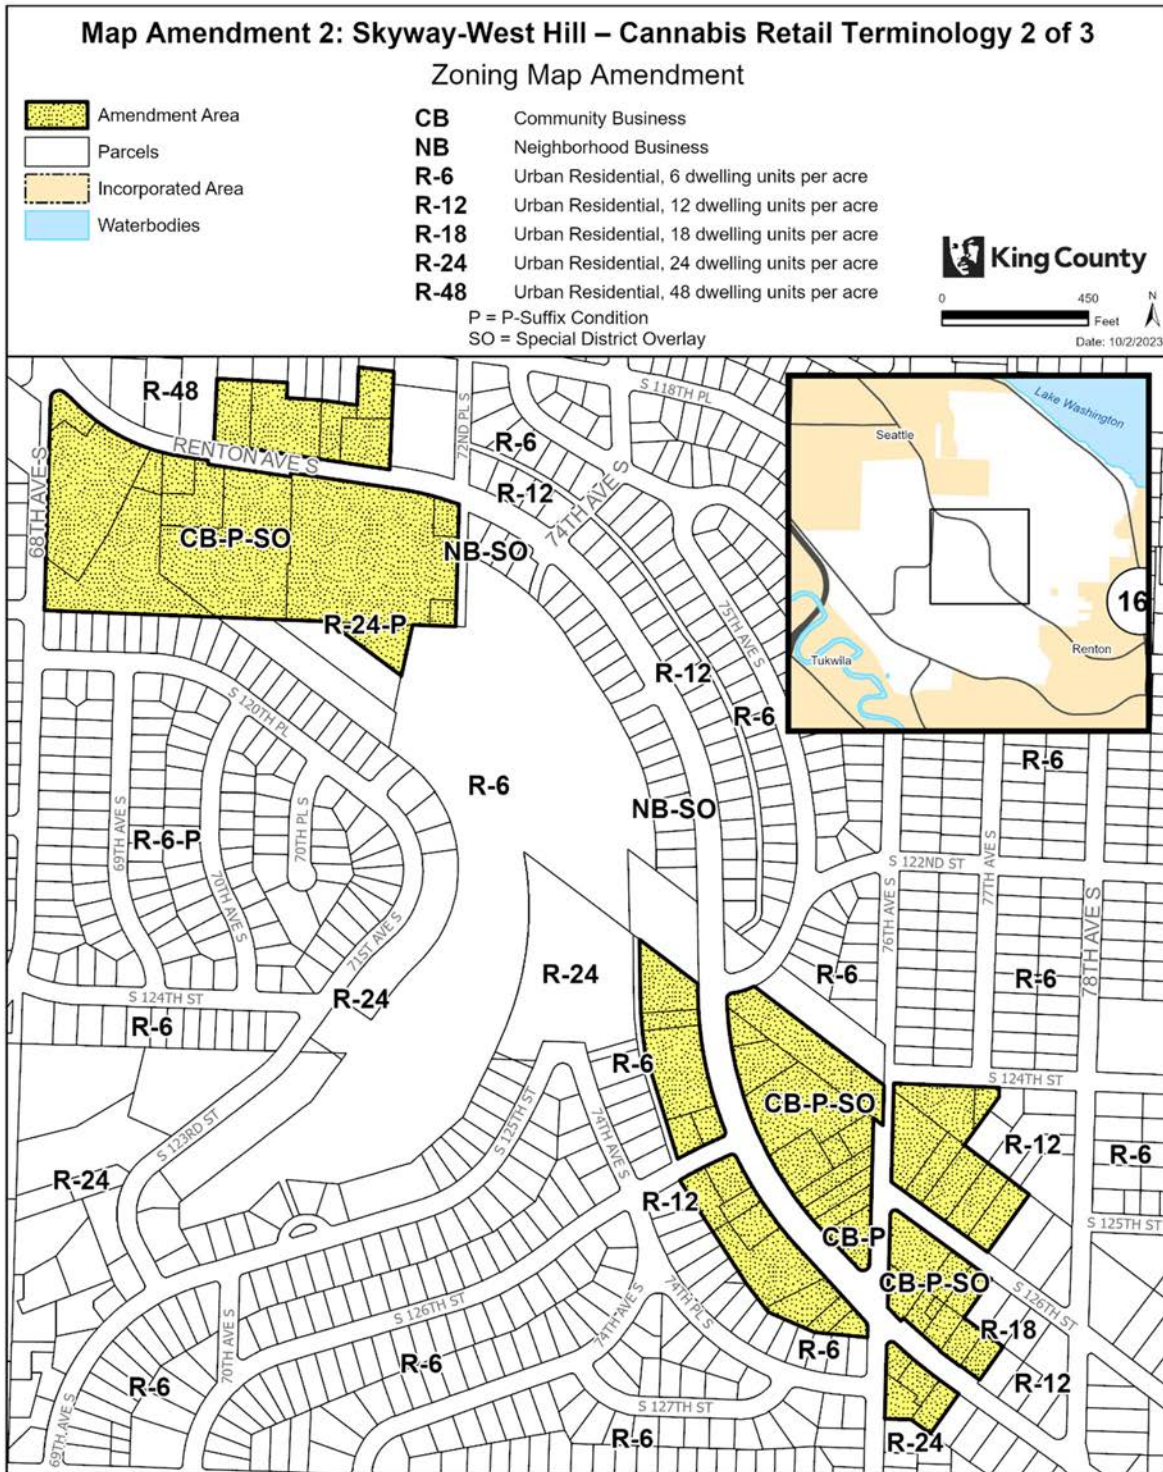 Map Amendment 2: Skyway-West Hill – Cannabis Retail Terminology 2 of 3
Zoning Map Amendment
Amendment Area
Parcels
Incorporated Area
Waterbodies
CB Community Business
NB Neighborhood Business
R-6 Urban Residential, 6 dwelling units per acre
R-12 Urban Residential, 12 dwelling units per acre
R-18 Urban Residential, 18 dwelling units per acre
R-24 Urban Residential, 24 dwelling units per acre
R-48 Urban Residential, 48 dwelling units per acre
P = P-Suffix Condition
SO = Special District Overlay
King County
0 450
Feet
N
Date: 10/2/2023
R-48
S 118TH PL
Lake Washington
Seattle
72ND PL S
R-6
RENTON AVE S
R-12
74TH AVE S
68TH AVE S
CB-P-SO
NB-SO
16
R-24-P
75TH AVE S
Renton
Tukwila
R-12
S 120TH PL
R-6
R-6
R-6
NB-SO
69TH AVE S
R-6-P
70TH PL S
70TH AVE S
S 122ND ST
77TH AVE S
76TH AVE S
78TH AVE S
71ST AVE S
R-24
R-6
R-6
S 124TH ST
R-24
R-6
R-6
S 124TH ST
CB-P-SO
S 123RD ST
S 125TH ST
74TH AVE S
R-12
R-6
R-24
R-12
S 125TH ST
CB-P
CB-P-SO
S 126TH ST
S 126TH ST
74TH AVE S
74TH PL S
R-18
70TH AVE S
R-6
R-6
R-6
R-12
69TH AVE S
S 127TH ST
R-6
R-24